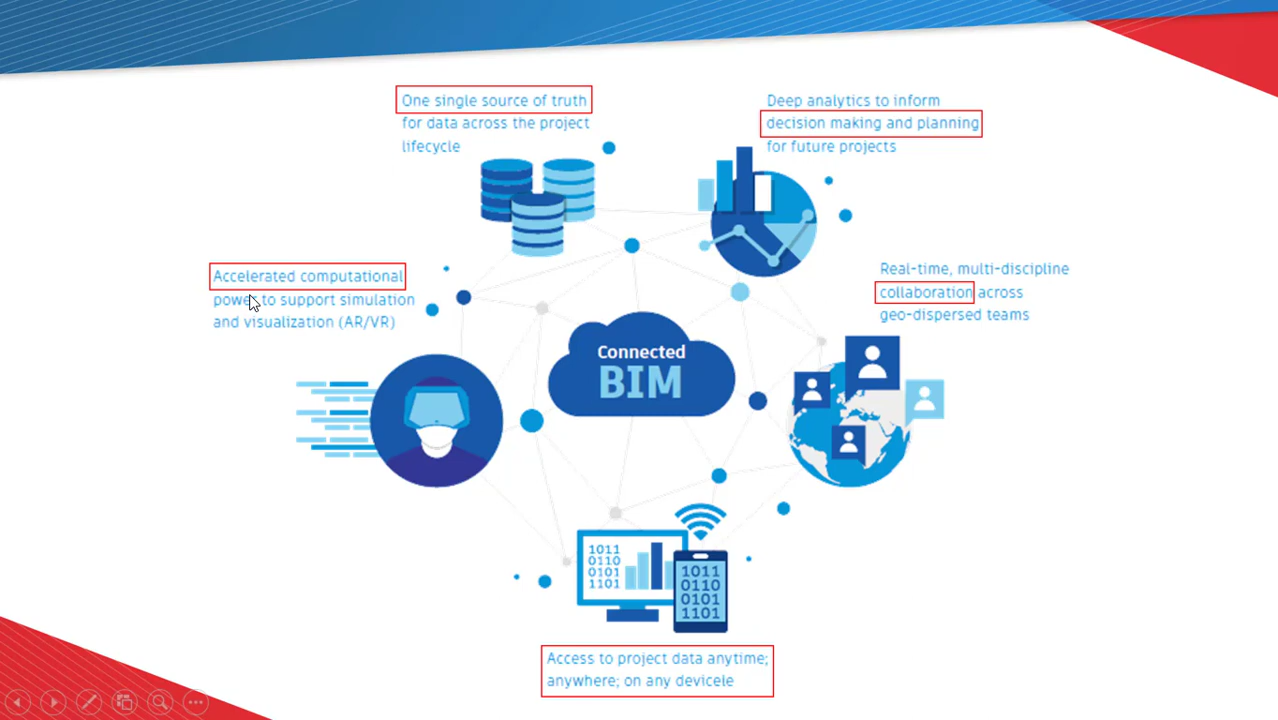 One single source of truth
for data across the project
lifecycle
Deep analytics to inform
decision making and planning
for future projects
Accelerated computational
power to support simulation
and visualization (AR/VR)
Real-time, multi-discipline
collaboration across
geo-dispersed teams
Connected
BIM
1011
0110
0101
1101
1011
0110
0101
1101
Access to project data anytime;
anywhere; on any devicele